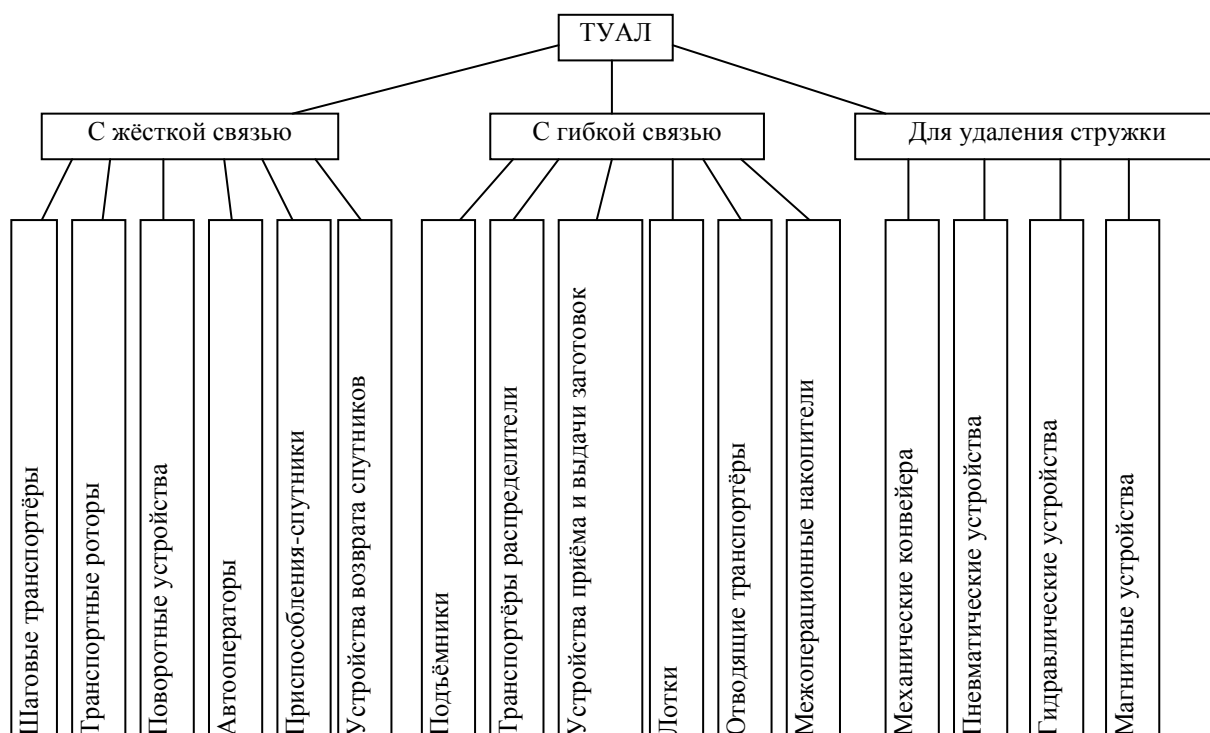 ТУАЛ
С жёсткой связью
С гибкой связью
Для удаления стружки
Шаговые транспортёры
Транспортные роторы
Поворотные устройства
Автооператоры
Приспособления-спутники
Устройства возврата спутников
Подъёмники
Транспортёры распределители
Устройства приёма и выдачи заготовок
Лотки
Отводящие транспортёры
Межоперационные накопители
Механические конвейера
Пневматические устройства
Гидравлические устройства
Магнитные устройства